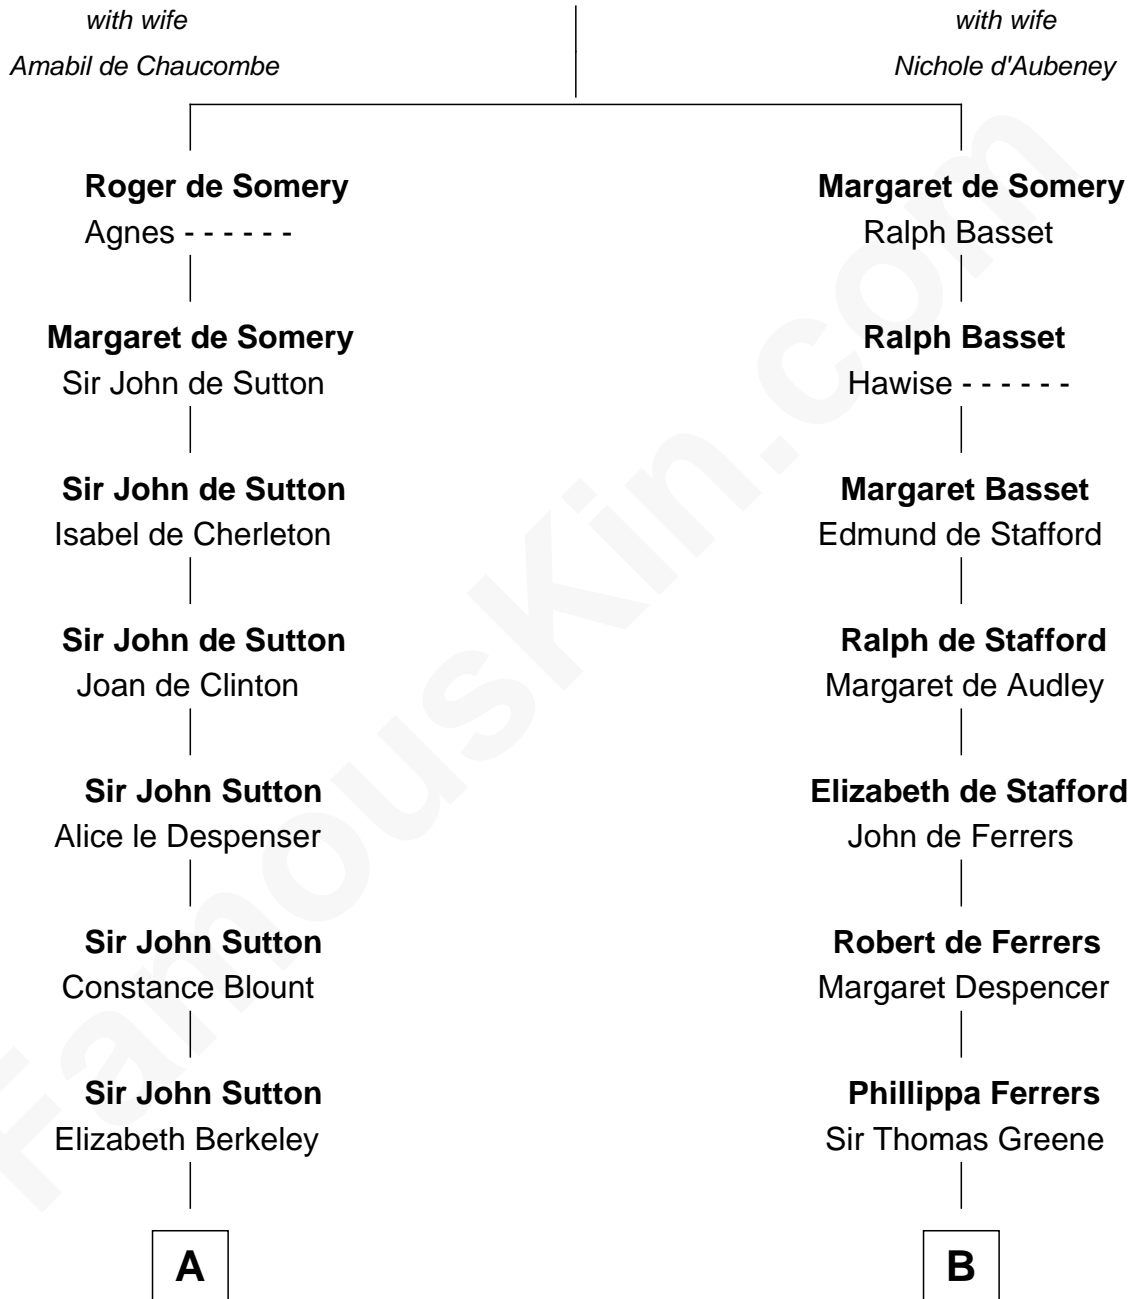 with wife
Amabil de Chaucombe
with wife
Nichole d'Aubeney
Roger de Somery
Agnes - - - - - -
Margaret de Somery
Ralph Basset
Margaret de Somery
Sir John de Sutton
Ralph Basset
Hawise - - - - - -
Sir John de Sutton
Isabel de Cherleton
Margaret Basset
Edmund de Stafford
Sir John de Sutton
Joan de Clinton
Ralph de Stafford
Margaret de Audley
Sir John Sutton
Alice le Despenser
Elizabeth de Stafford
John de Ferrers
Sir John Sutton
Constance Blount
Robert de Ferrers
Margaret Despencer
Sir John Sutton
Elizabeth Berkeley
Phillippa Ferrers
Sir Thomas Greene
A
B
FamousKin.com